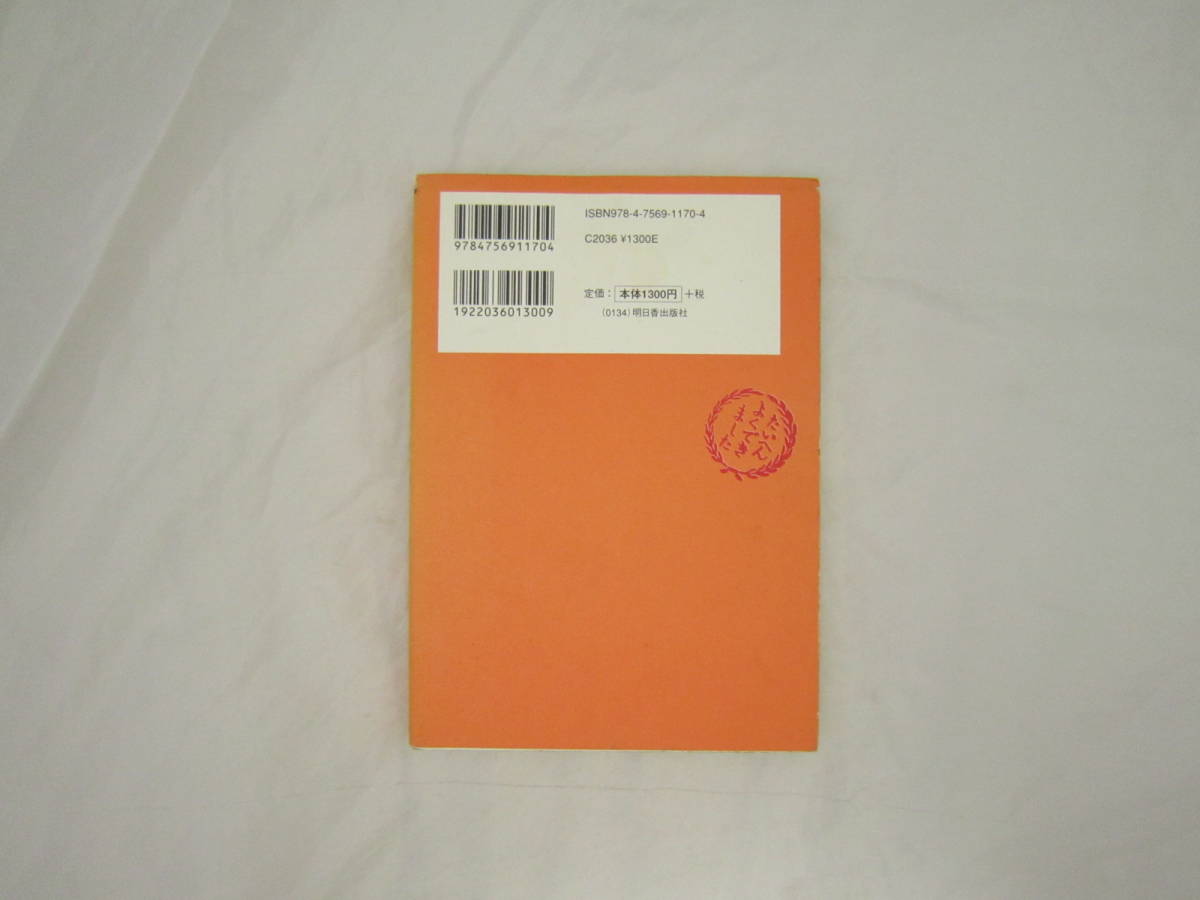 ISBN978-4-7569-1170-4
9784756911704
C2036 ¥1300E
1922036013009
定価： 本体1300円 +税
(0134) 明日香出版社
たいへん
よくでき
ました